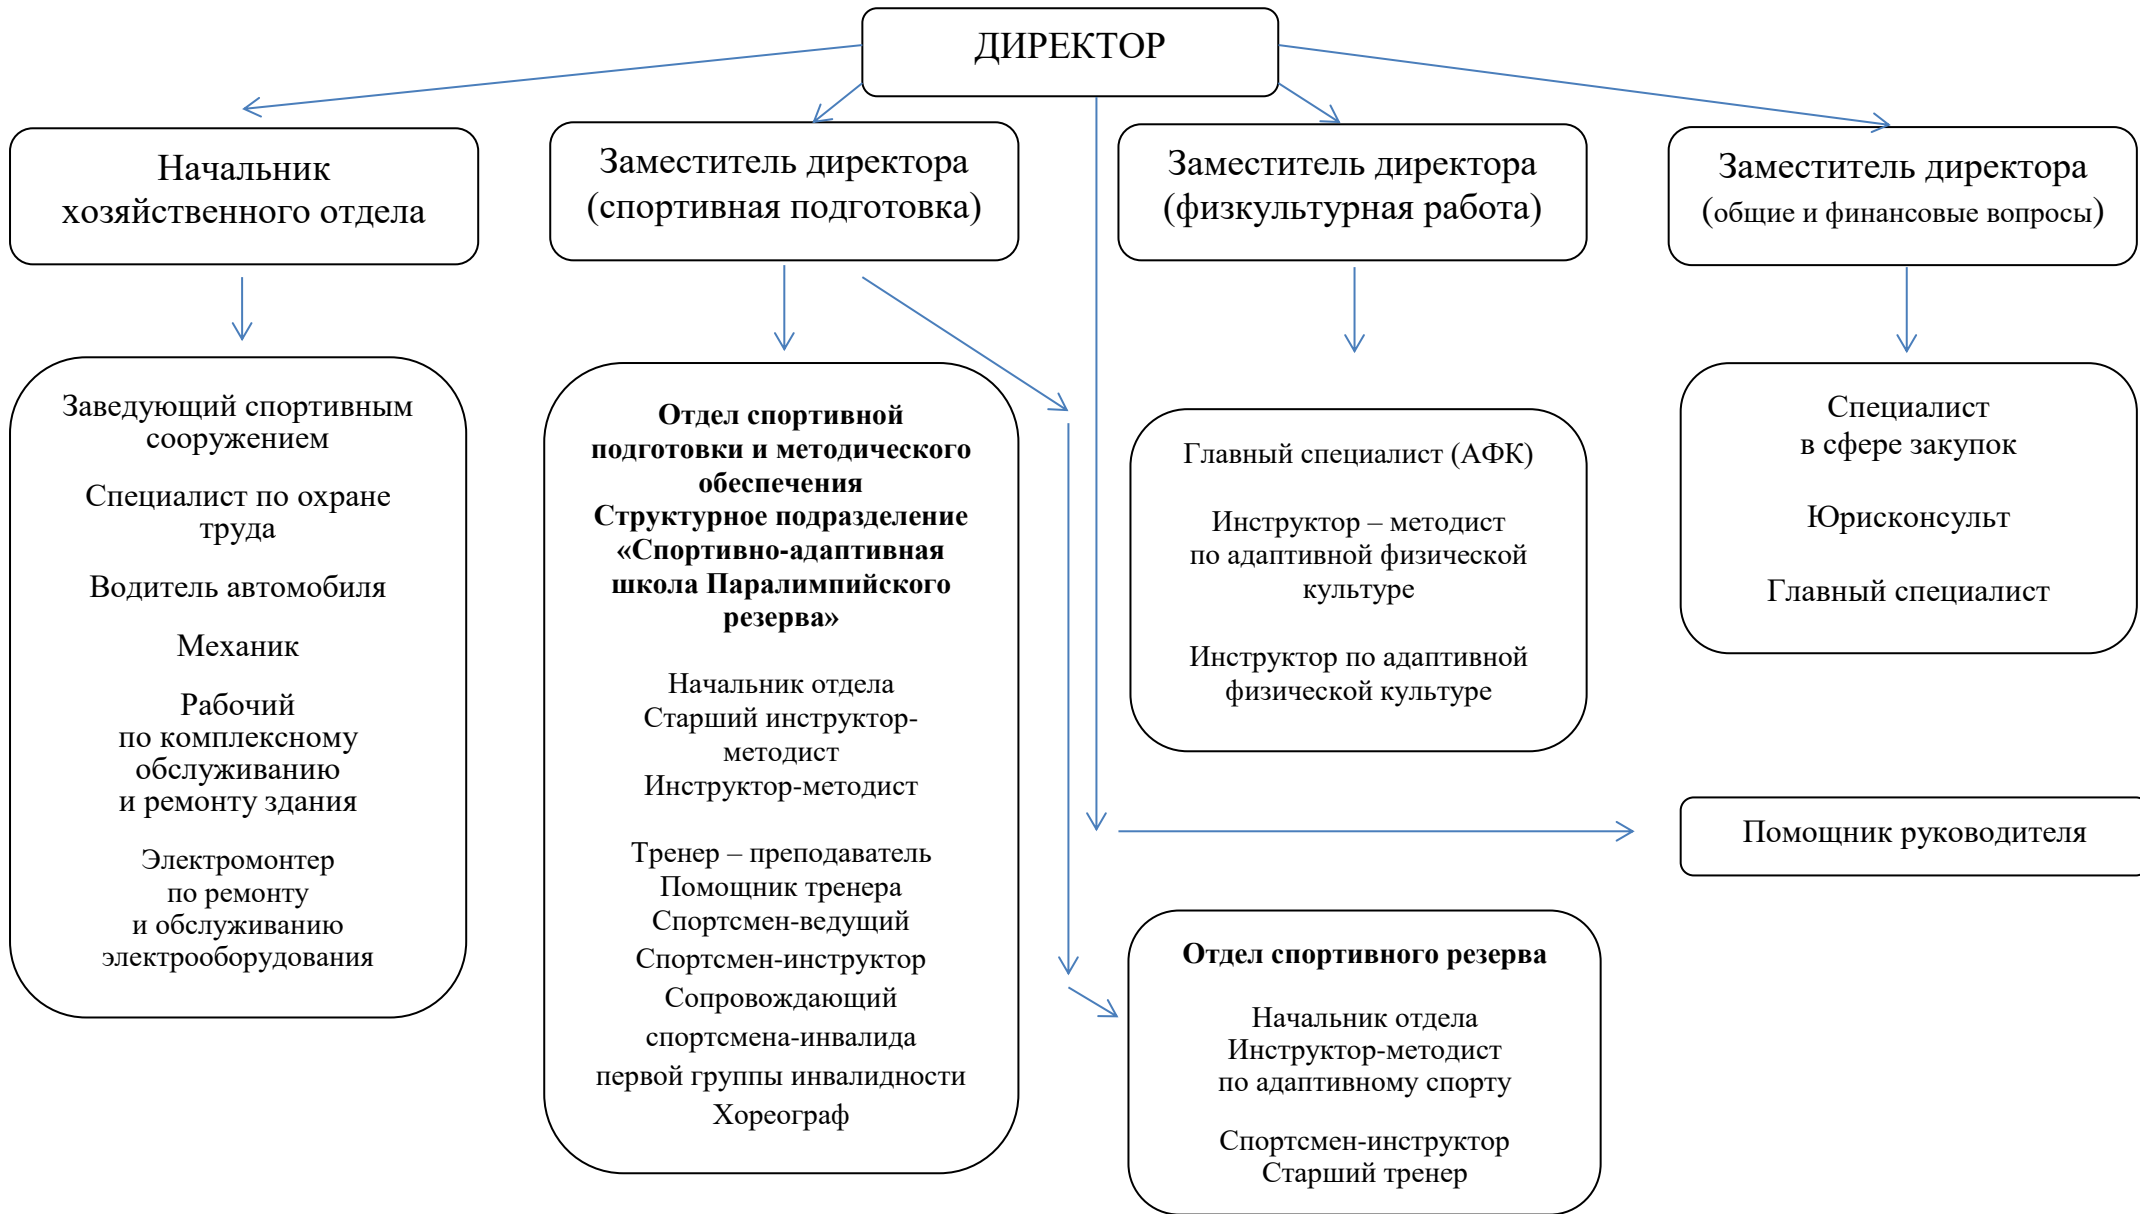 ДИРЕКТОР
Начальник
хозяйственного отдела
Заместитель директора
(спортивная подготовка)
Заместитель директора
(физкультурная работа)
Заместитель директора
(общие и финансовые вопросы)
Заведующий спортивным
сооружением
Специалист по охране
труда
Водитель автомобиля
Механик
Рабочий
по комплексному
обслуживанию
и ремонту здания
Электромонтер
по ремонту
и обслуживанию
электрооборудования
Отдел спортивной
подготовки и методического
обеспечения
Структурное подразделение
«Спортивно-адаптивная
школа Паралимпийского
резерва»
Начальник отдела
Старший инструктор-
методист
Инструктор-методист
Тренер – преподаватель
Помощник тренера
Спортсмен-ведущий
Спортсмен-инструктор
Сопровождающий
спортсмена-инвалида
первой группы инвалидности
Хореограф
Главный специалист (АФК)
Инструктор – методист
по адаптивной физической
культуре
Инструктор по адаптивной
физической культуре
Специалист
в сфере закупок
Юрисконсульт
Главный специалист
Помощник руководителя
Отдел спортивного резерва
Начальник отдела
Инструктор-методист
по адаптивному спорту
Спортсмен-инструктор
Старший тренер